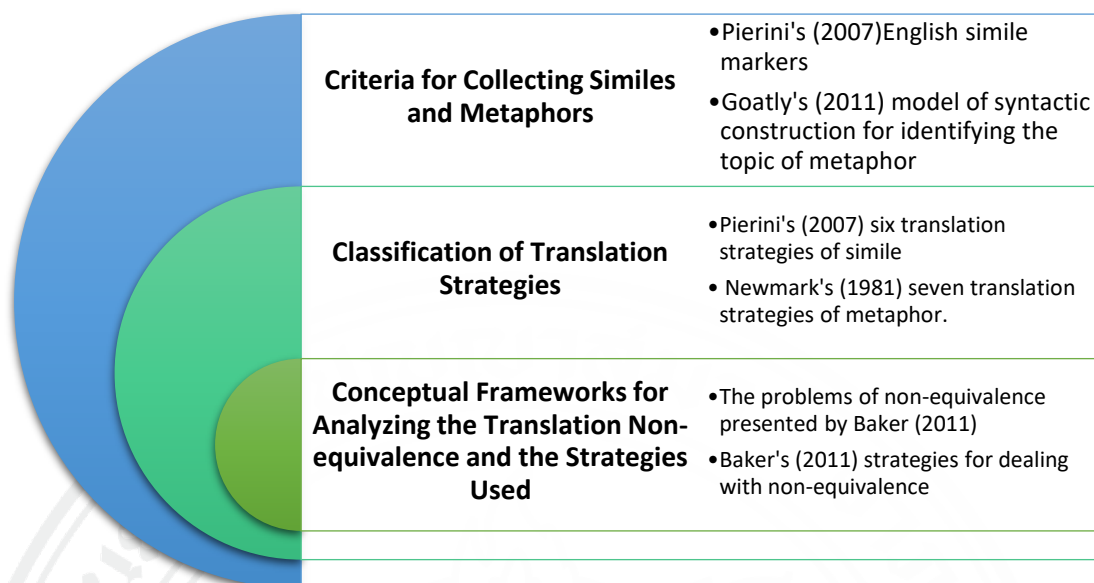 Criteria for Collecting Similes
and Metaphors
•Pierini's (2007)English simile
markers
•Goatly's (2011) model of syntactic
construction for identifying the
topic of metaphor
Classification of Translation
Strategies
•Pierini's (2007) six translation
strategies of simile
• Newmark's (1981) seven translation
strategies of metaphor.
Conceptual Frameworks for
Analyzing the Translation Non-
equivalence and the Strategies
Used
•The problems of non-equivalence
presented by Baker (2011)
•Baker's (2011) strategies for dealing
with non-equivalence